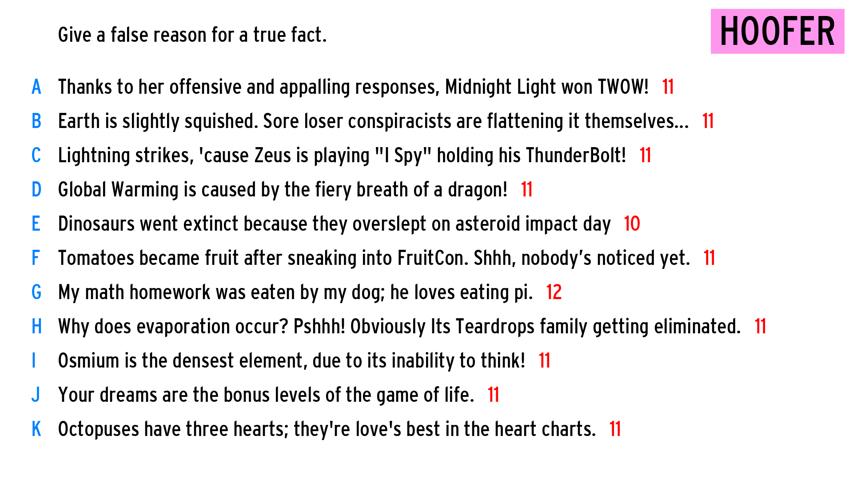 Give a false reason for a true fact.
HOOFER
A Thanks to her offensive and appalling responses, Midnight Light won TWOW! 11
B Earth is slightly squished. Sore loser conspiracists are flattening it themselves... 11
C Lightning strikes, 'cause Zeus is playing "I Spy" holding his ThunderBolt! 11
D Global Warming is caused by the fiery breath of a dragon! 11
E Dinosaurs went extinct because they overslept on asteroid impact day 10
F Tomatoes became fruit after sneaking into FruitCon. Shhh, nobody’s noticed yet. 11
G My math homework was eaten by my dog; he loves eating pi. 12
H Why does evaporation occur? Pshhh! Obviously Its Teardrops family getting eliminated. 11
I Osmium is the densest element, due to its inability to think! 11
J Your dreams are the bonus levels of the game of life. 11
K Octopuses have three hearts; they're love's best in the heart charts. 11